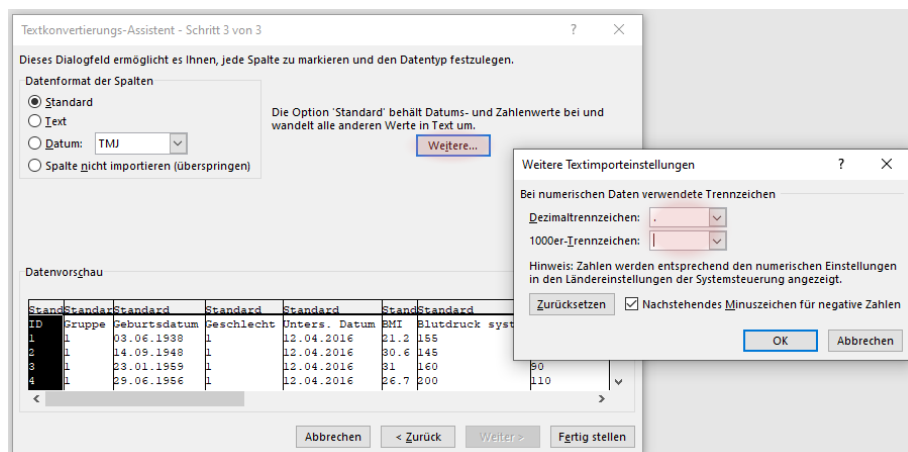 Textkonvertierungs-Assistent - Schritt 3 von 3 ?
Dieses Dialogfeld ermöglicht es Ihnen, jede Spalte zu markieren und den Datentyp festzulegen.
Datenformat der Spalten
Standard
Text
Datum: TMJ
Spalte nicht importieren (überspringen)
Die Option 'Standard' behält Datums- und Zahlenwerte bei und
wandelt alle anderen Werte in Text um.
Weitere...
Datenvorschau
Stand Standar Standard Standard Standard Stand Standard
ID Gruppe Geburtsdatum Geschlecht Unters. Datum BMI Blutdruck syst
1 1 03.06.1938 1 12.04.2016 21.2 155
2 1 14.09.1948 1 12.04.2016 30.6 145
3 1 23.01.1959 1 12.04.2016 31 160 90
4 1 29.06.1956 1 12.04.2016 26.7 200 110
Abbrechen < Zurück Weiter > Fertig stellen
Weitere Textimporteinstellungen ?
Bei numerischen Daten verwendete Trennzeichen
Dezimaltrennzeichen: .
1000er-Trennzeichen:
Hinweis: Zahlen werden entsprechend den numerischen Einstellungen
in den Ländereinstellungen der Systemsteuerung angezeigt.
Zurücksetzen Nachstehendes Minuszeichen für negative Zahlen
OK Abbrechen